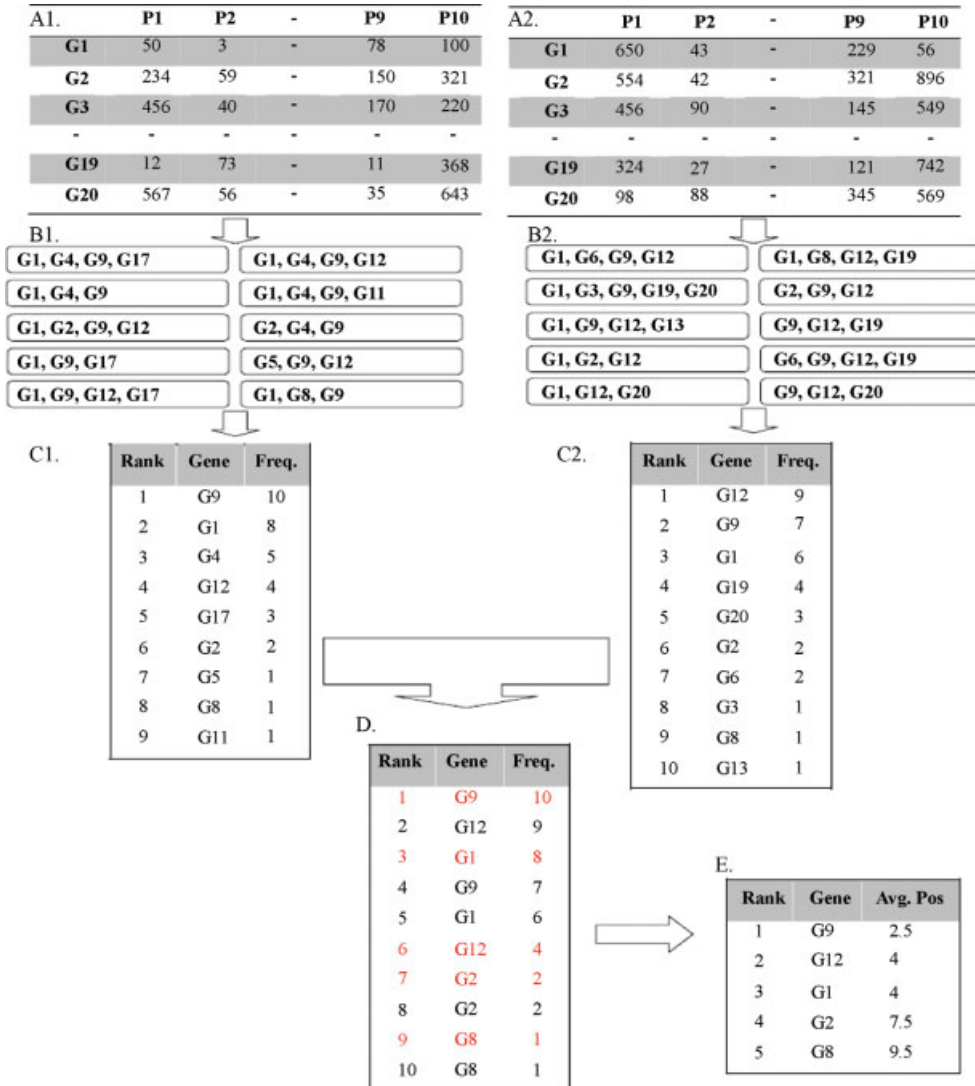 A1. P1 P2 - P9 P10
G1 50 3 - 78 100
G2 234 59 - 150 321
G3 456 40 - 170 220
- - - - - -
G19 12 73 - 11 368
G20 567 56 - 35 643
A2. P1 P2 - P9 P10
G1 650 43 - 229 56
G2 554 42 - 321 896
G3 456 90 - 145 549
- - - - - -
G19 324 27 - 121 742
G20 98 88 - 345 569
B1.
G1, G4, G9, G17 G1, G4, G9, G12
G1, G4, G9 G1, G4, G9, G11
G1, G2, G9, G12 G2, G4, G9
G1, G9, G17 G5, G9, G12
G1, G9, G12, G17 G1, G8, G9
B2.
G1, G6, G9, G12 G1, G8, G12, G19
G1, G3, G9, G19, G20 G2, G9, G12
G1, G9, G12, G13 G9, G12, G19
G1, G2, G12 G6, G9, G12, G19
G1, G12, G20 G9, G12, G20
C1.
Rank Gene Freq.
1 G9 10
2 G1 8
3 G4 5
4 G12 4
5 G17 3
6 G2 2
7 G5 1
8 G8 1
9 G11 1
C2.
Rank Gene Freq.
1 G12 9
2 G9 7
3 G1 6
4 G19 4
5 G20 3
6 G2 2
7 G6 2
8 G3 1
9 G8 1
10 G13 1
D.
Rank Gene Freq.
1 G9 10
2 G12 9
3 G1 8
4 G9 7
5 G1 6
6 G12 4
7 G2 2
8 G2 2
9 G8 1
10 G8 1
E.
Rank Gene Avg. Pos
1 G9 2.5
2 G12 4
3 G1 4
4 G2 7.5
5 G8 9.5